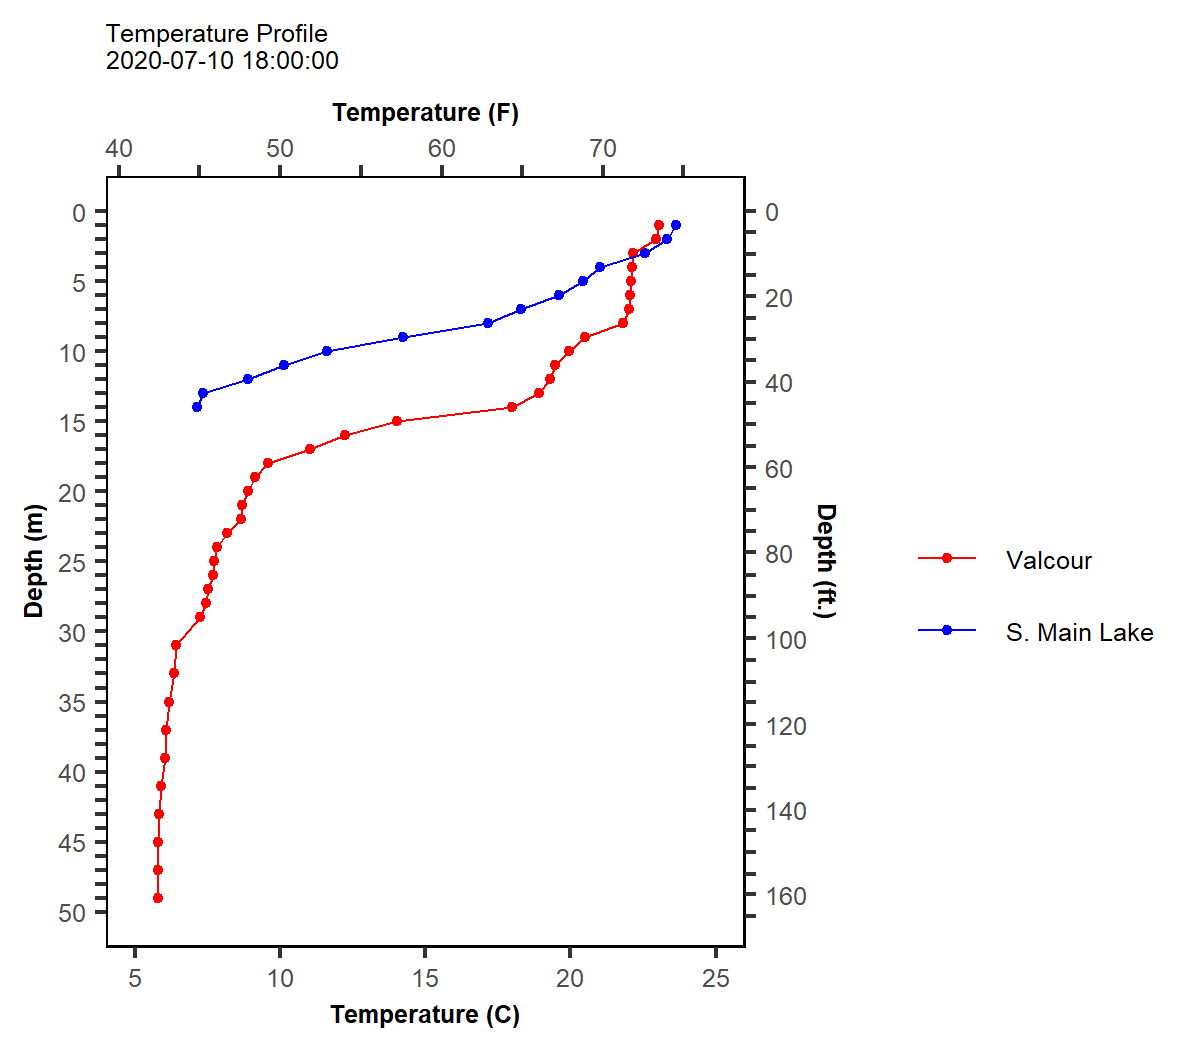 Temperature Profile
2020-07-10 18:00:00
Temperature (F)
40 50 60 70
0
5
10
15
20
25
30
35
40
45
50
Depth (m)
0
20
40
60
80
100
120
140
160
Depth (ft.)
Valcour
S. Main Lake
5 10 15 20 25
Temperature (C)